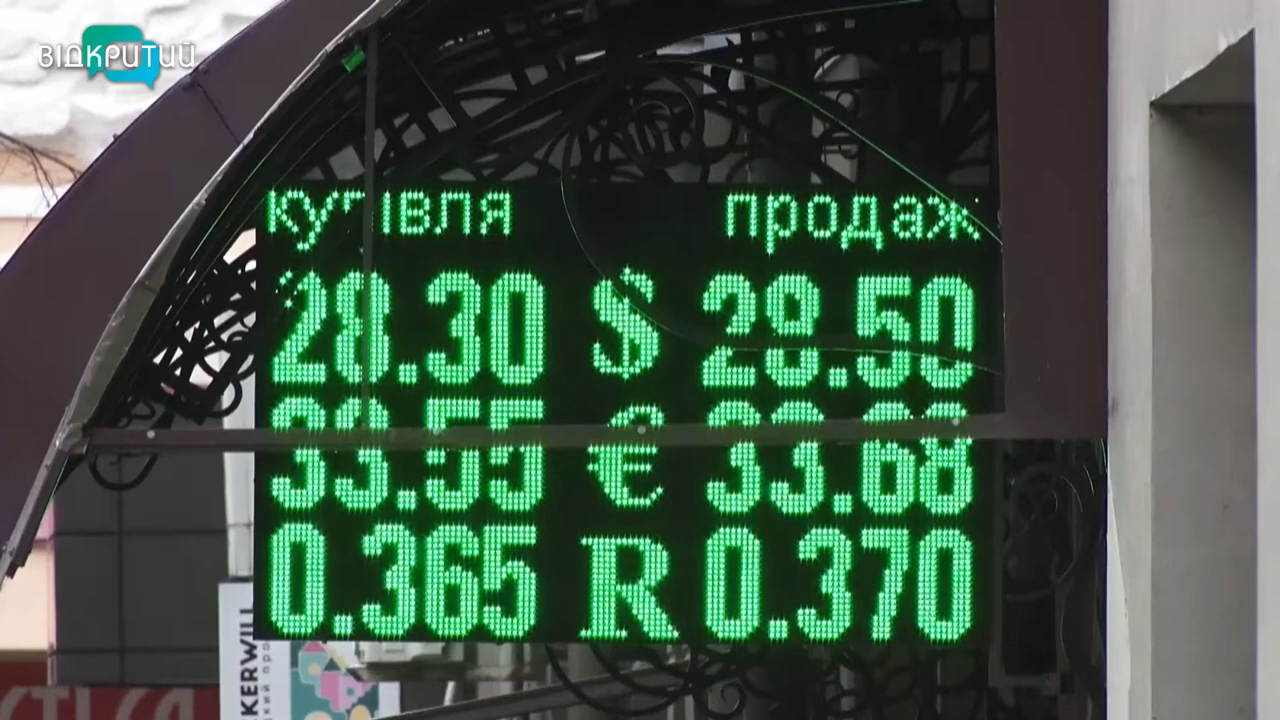 ВІДКРИТИЙ
купівля продаж
28.30 $ 28.50
33.55 € 33.68
0.365 R 0.370